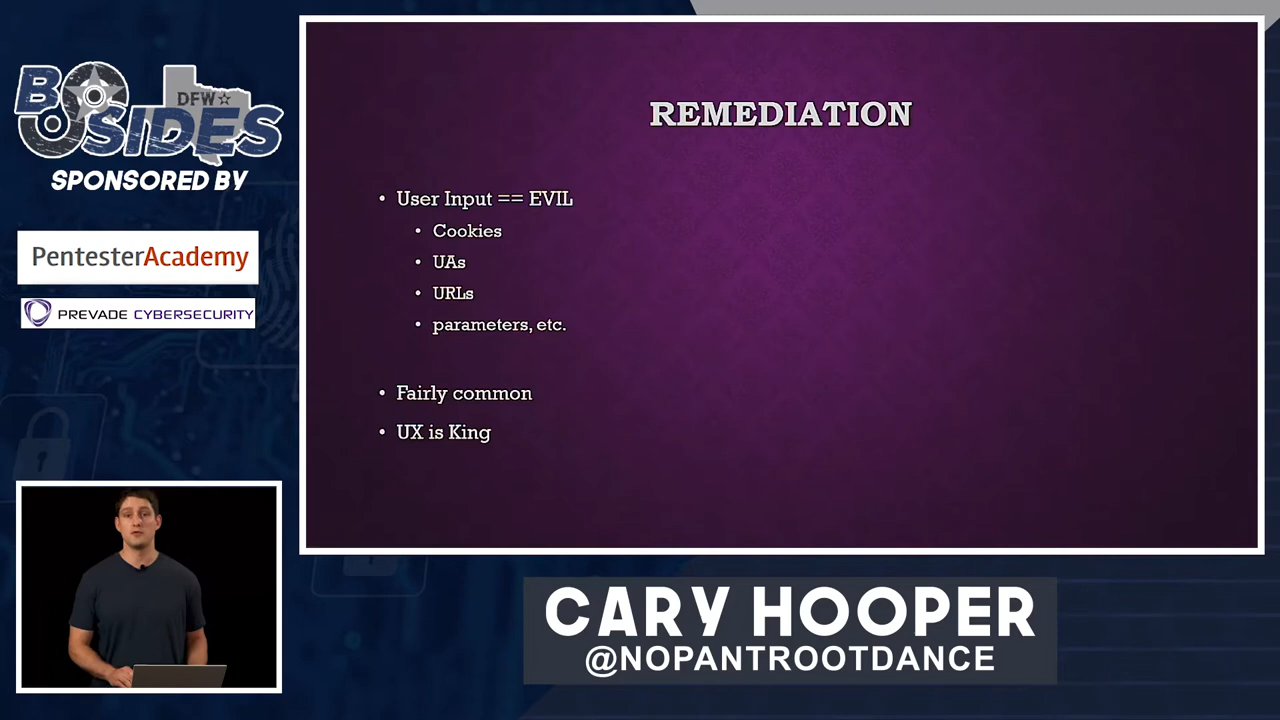 BSIDES
DFW
SPONSORED BY
PentesterAcademy
PREVADE CYBERSECURITY
REMEDIATION
• User Input == EVIL
• Cookies
• UAs
• URLs
• parameters, etc.
• Fairly common
• UX is King
CARY HOOPER
@NOPANTROOTDANCE